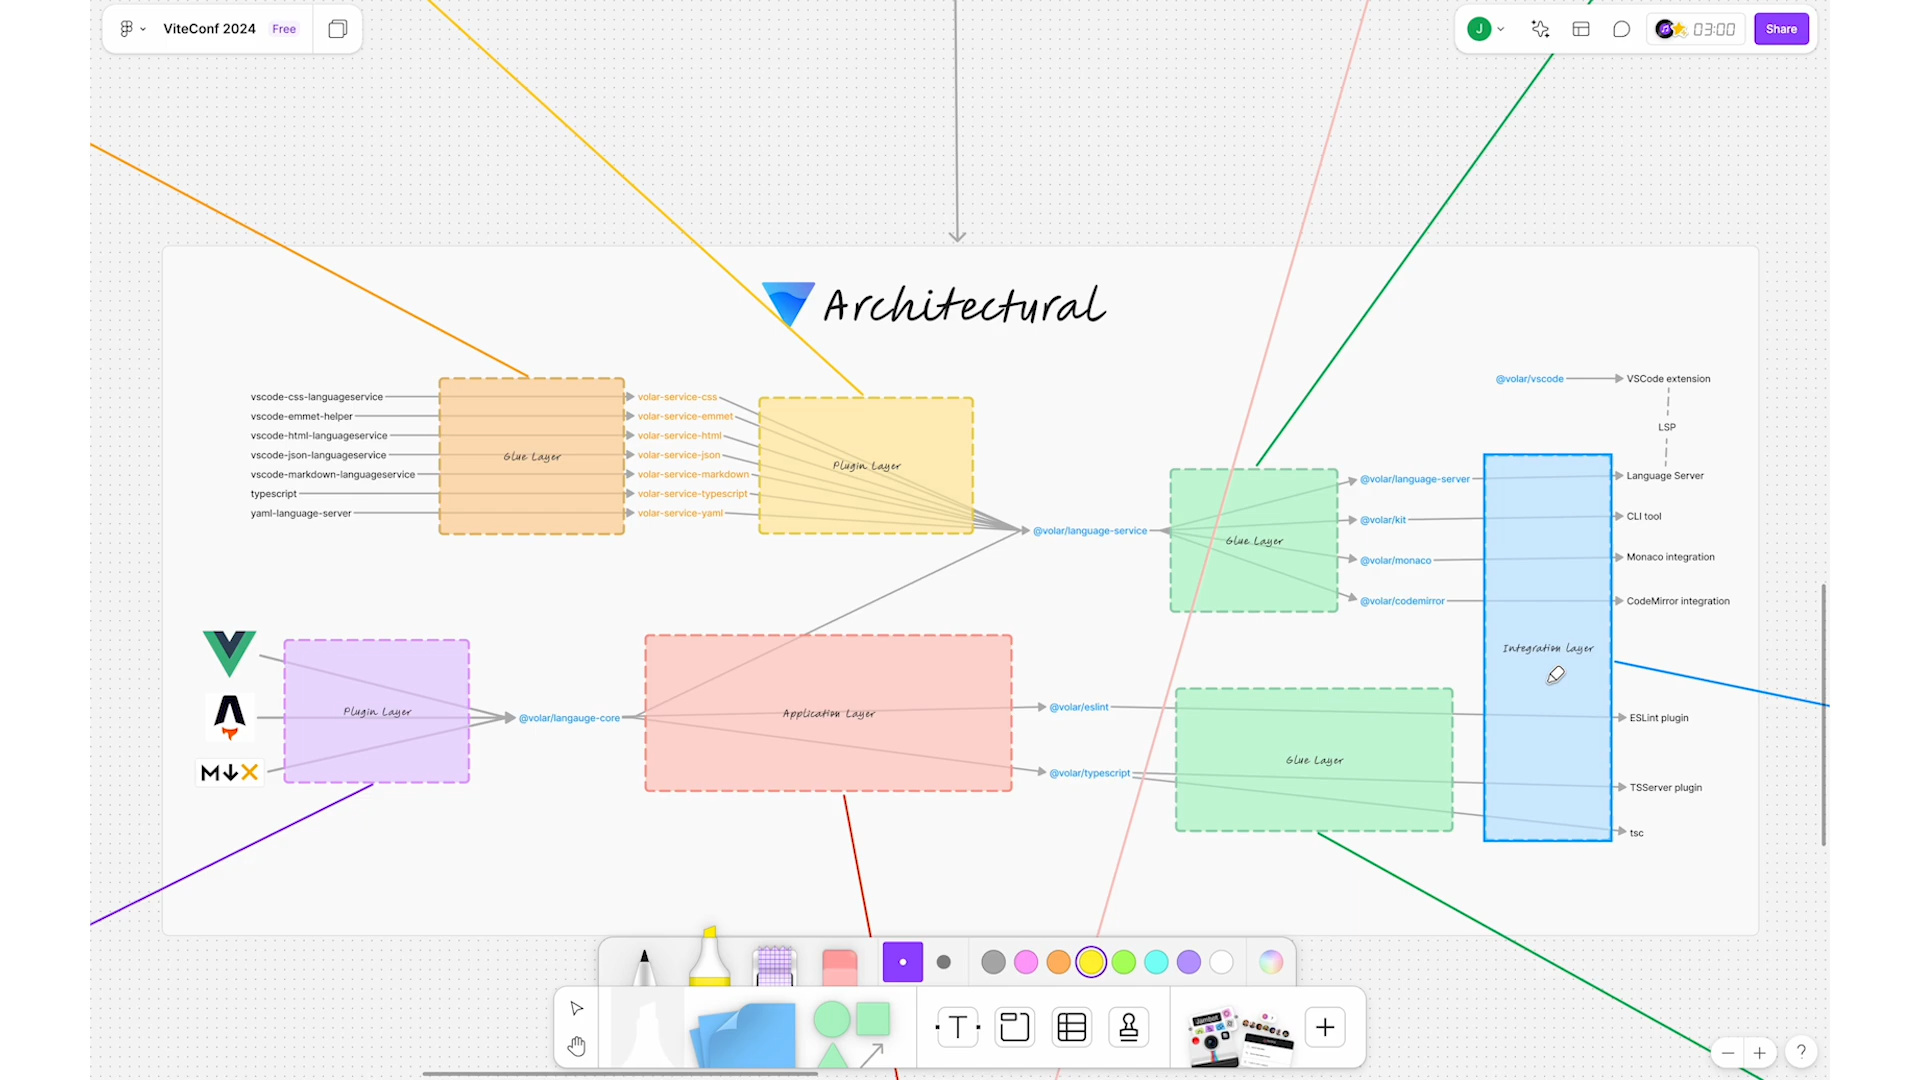 ViteConf 2024
Free
J
03:00
Share
Architectural
vscode-css-languageservice
vscode-emmet-helper
vscode-html-languageservice
vscode-json-languageservice
vscode-markdown-languageservice
typescript
yaml-language-server
Glue Layer
volar-service-css
volar-service-emmet
volar-service-html
volar-service-json
volar-service-markdown
volar-service-typescript
volar-service-yaml
Plugin Layer
@volar/language-service
Glue Layer
@volar/vscode
VSCode extension
LSP
@volar/language-server
Language Server
@volar/kit
CLI tool
@volar/monaco
Monaco integration
@volar/codemirror
CodeMirror integration
Integration Layer
M
Plugin Layer
@volar/langauge-core
Application Layer
@volar/eslint
ESLint plugin
Glue Layer
@volar/typescript
TSServer plugin
tsc
T
Jambot
?